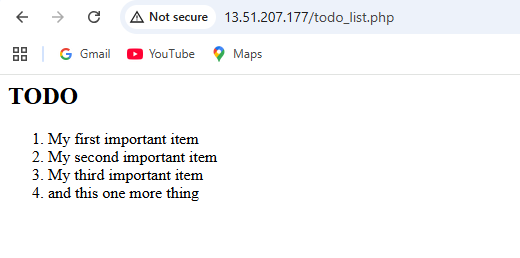 Not secure 13.51.207.177/todo_list.php
Gmail YouTube Maps
TODO
1. My first important item
2. My second important item
3. My third important item
4. and this one more thing